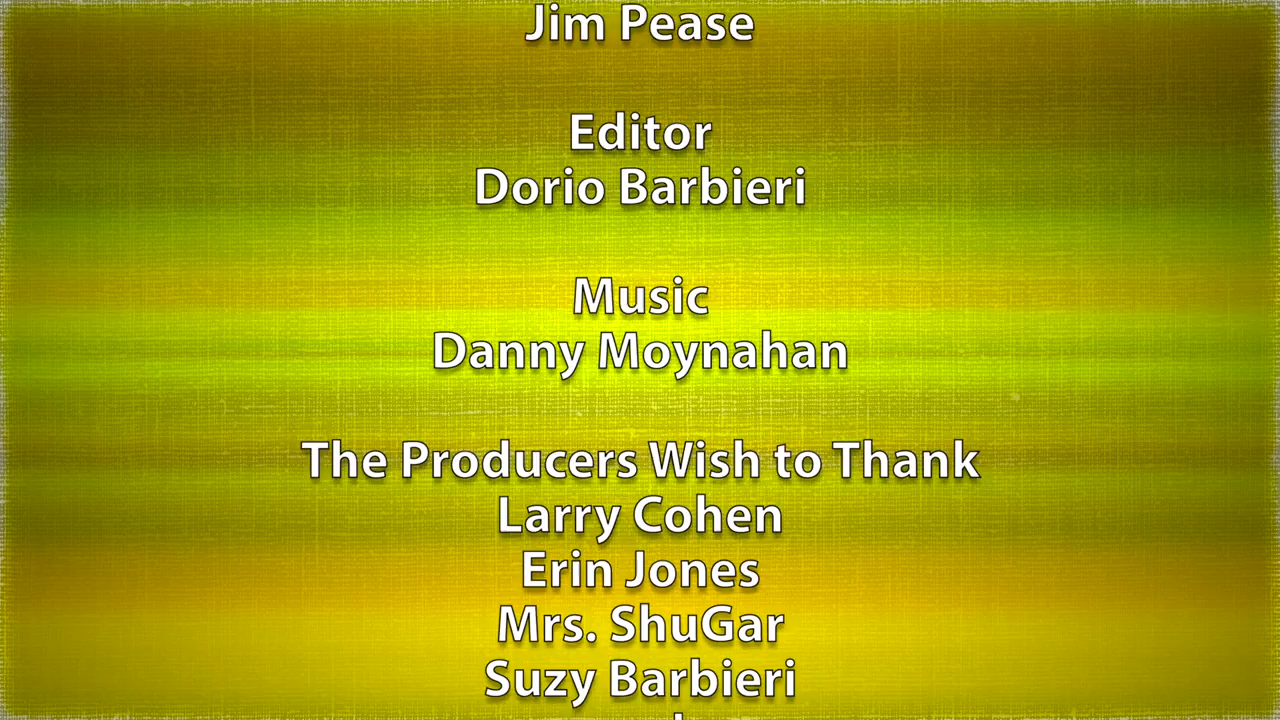 Jim Pease
Editor
Dorio Barbieri
Music
Danny Moynahan
The Producers Wish to Thank
Larry Cohen
Erin Jones
Mrs. ShuGar
Suzy Barbieri